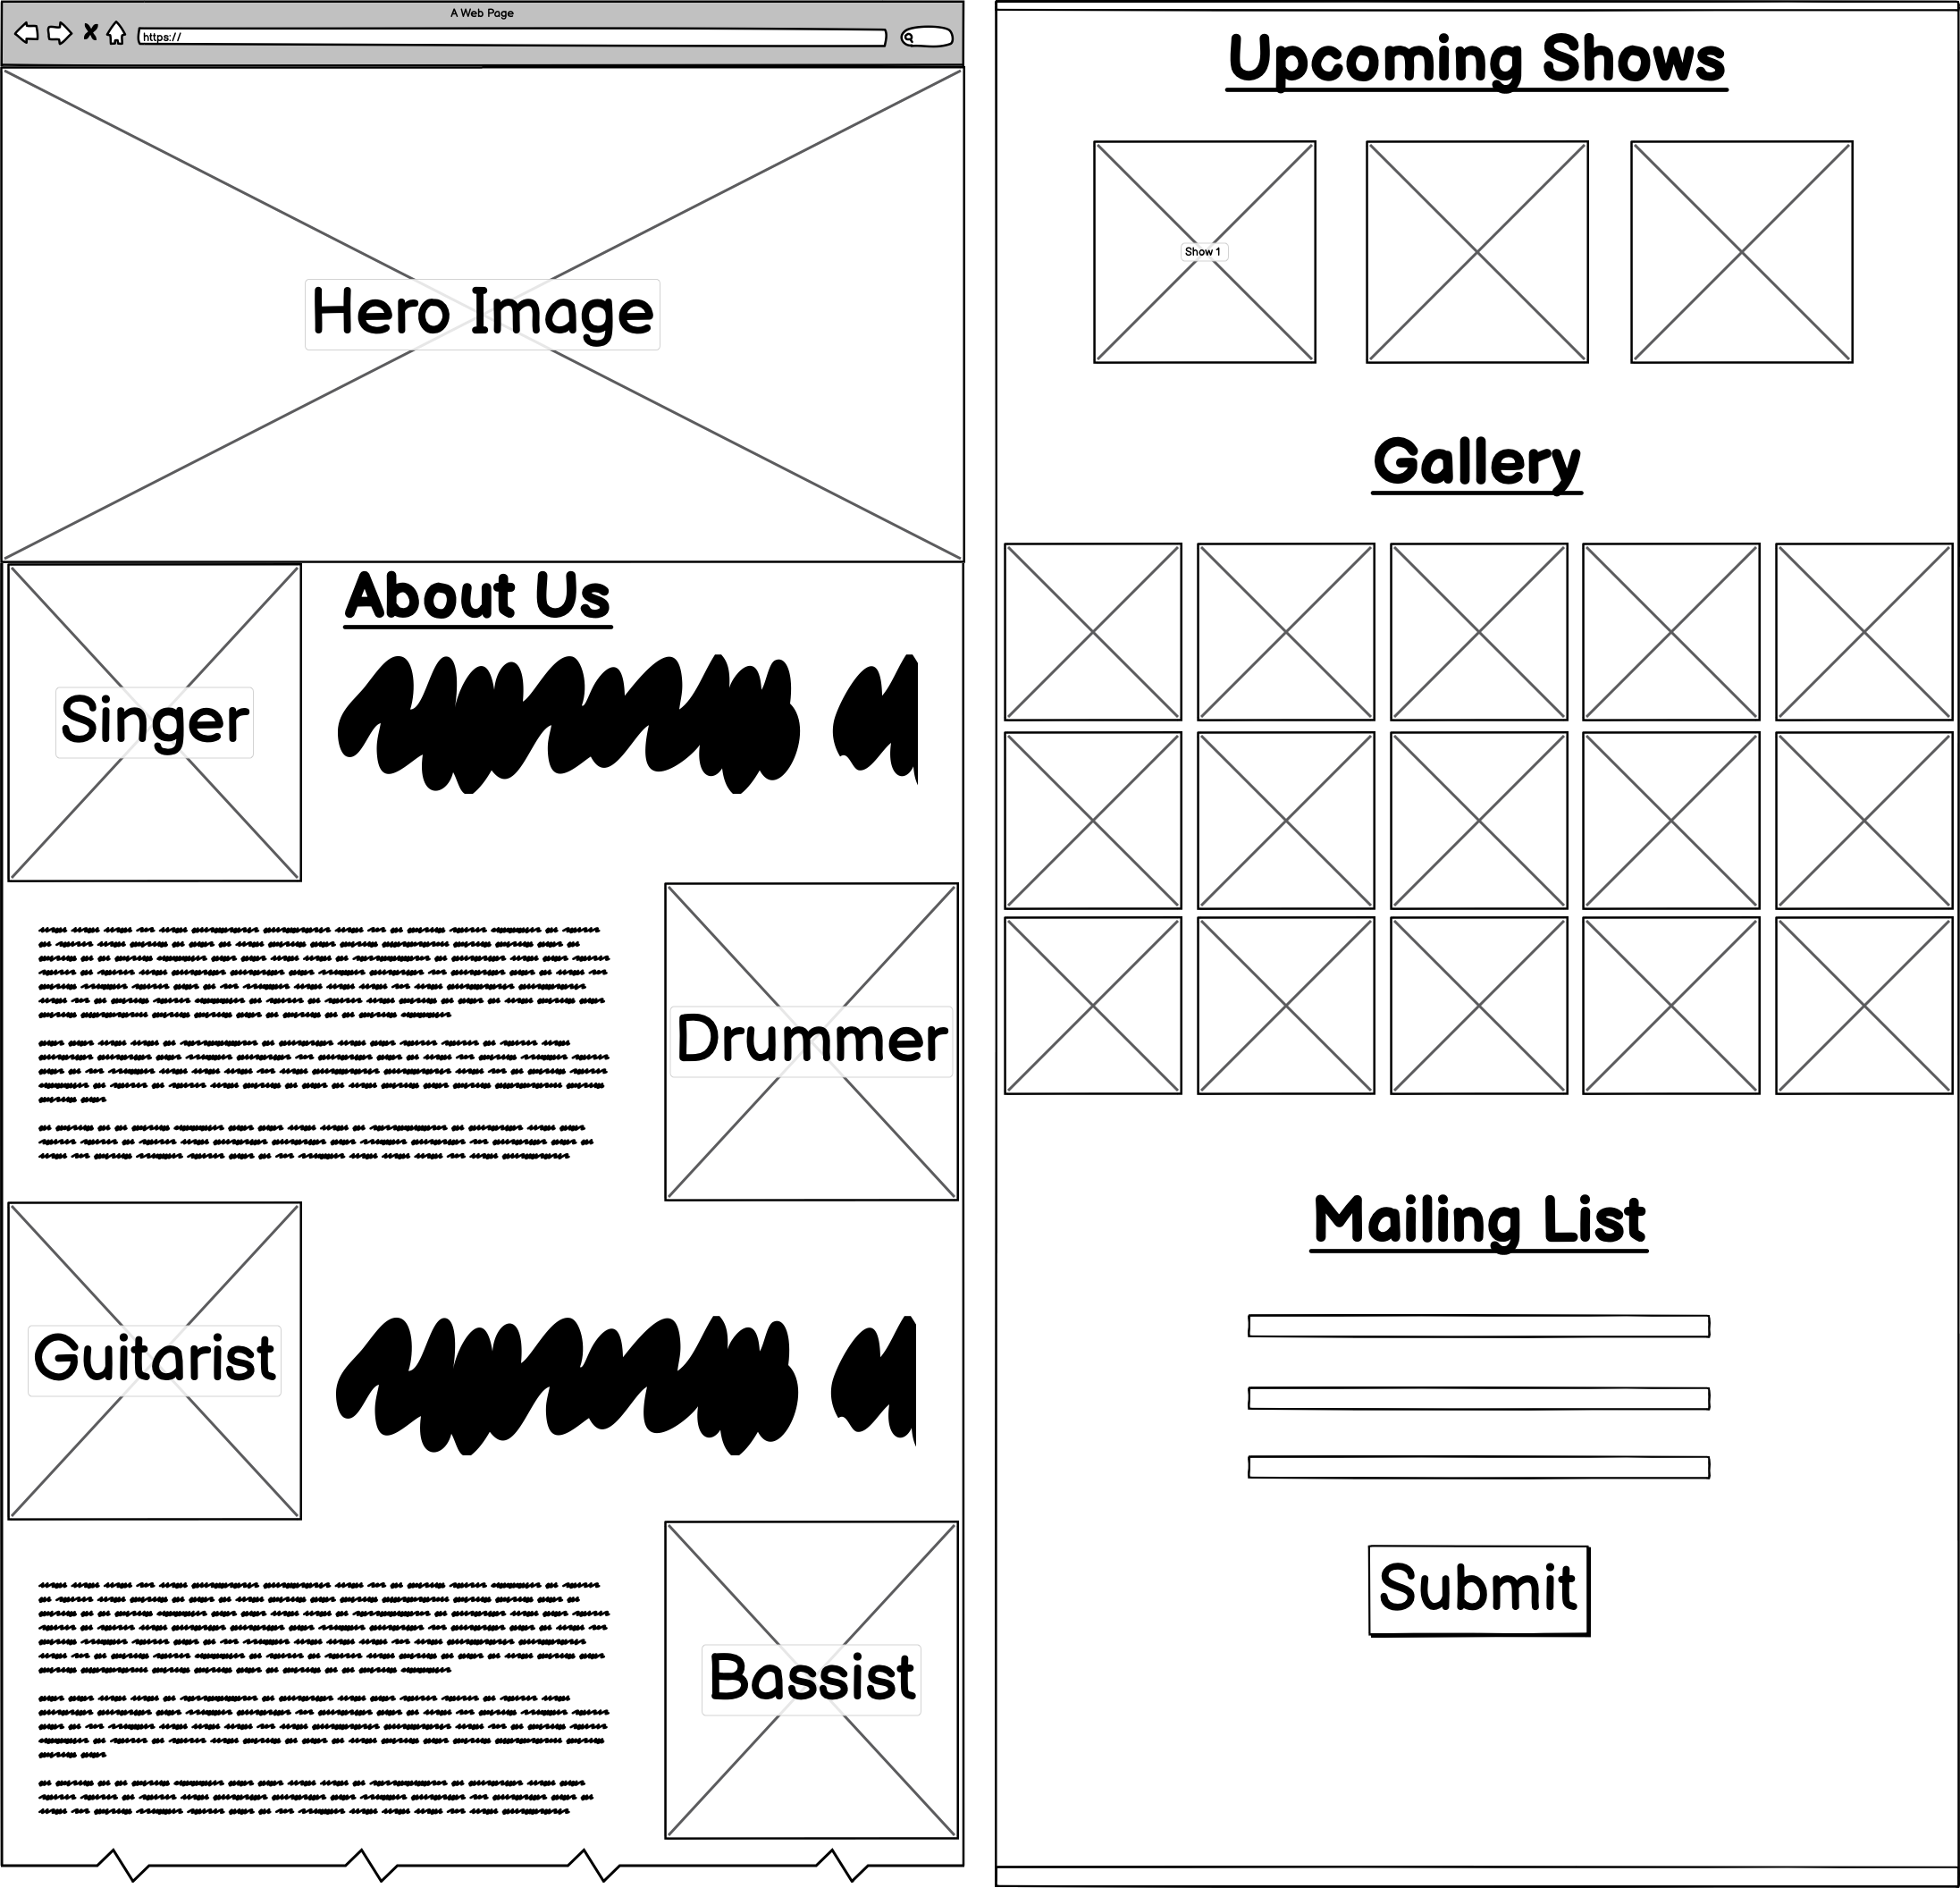 A Web Page
https://
Hero Image
About Us
Singer
Drummer
Guitarist
Bassist
Upcoming Shows
Show 1
Gallery
Mailing List
Submit